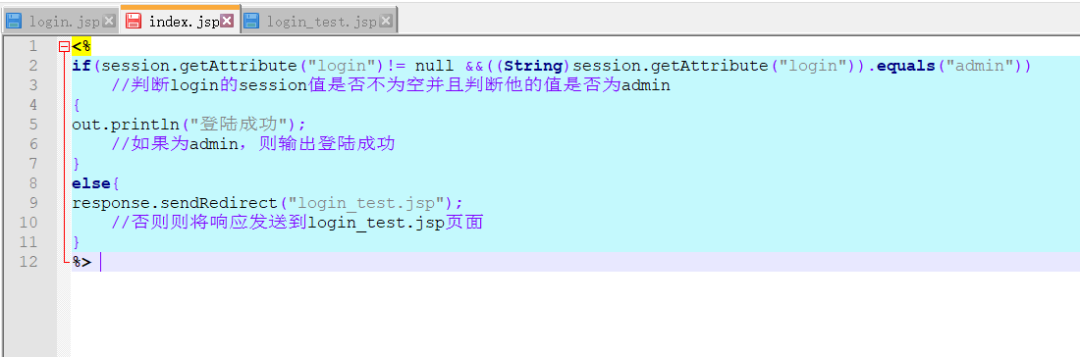 login.jsp index.jsp login_test.jsp
1 <%
2 if(session.getAttribute("login")!= null &&((String)session.getAttribute("login")).equals("admin"))
3 //判断login的session值是否不为空并且判断他的值是否为admin
4 {
5 out.println("登陆成功");
6 //如果为admin，则输出登陆成功
7 }
8 else{
9 response.sendRedirect("login_test.jsp");
10 //否则则将响应发送到login_test.jsp页面
11 }
12 %>